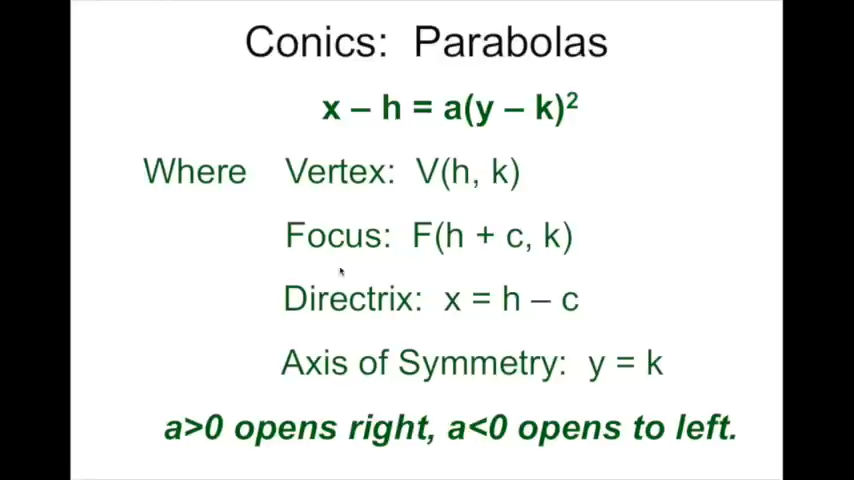 Conics: Parabolas
x – h = a(y – k)²
Where Vertex: V(h, k)
Focus: F(h + c, k)
Directrix: x = h – c
Axis of Symmetry: y = k
a>0 opens right, a<0 opens to left.